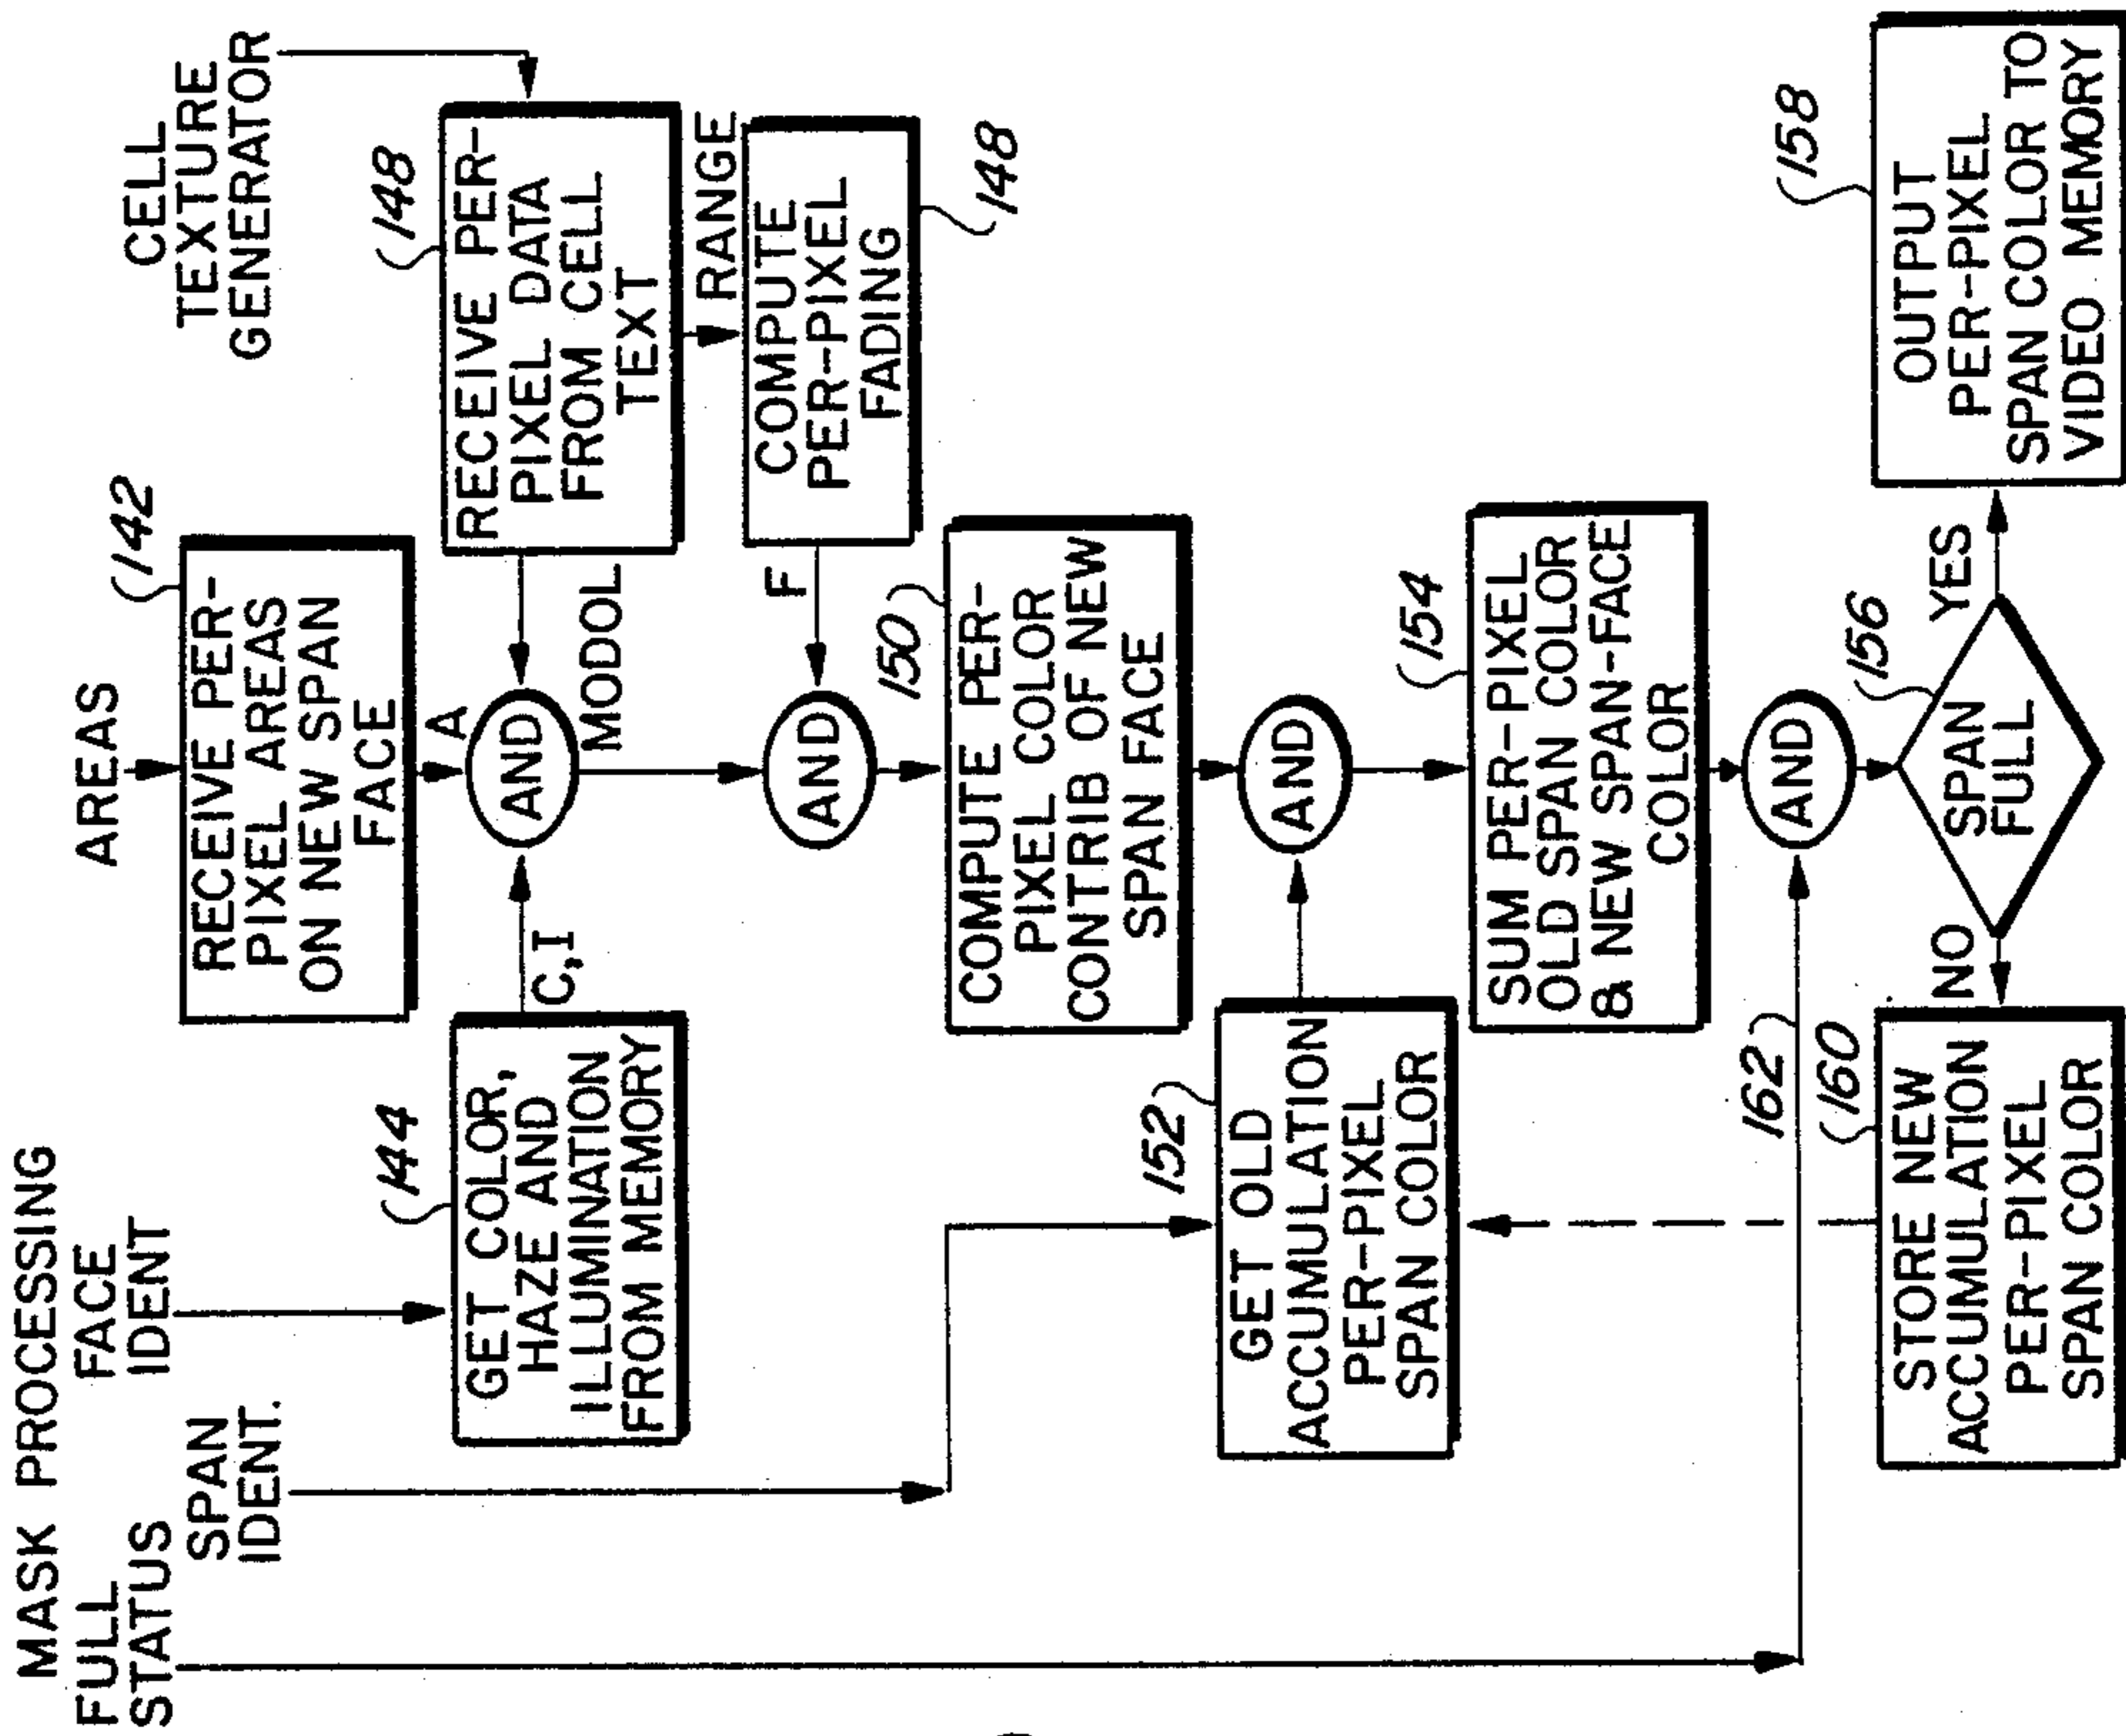 MASK PROCESSING
FULL
STATUS
SPAN
IDENT.
FACE
IDENT
AREAS
CELL
TEXTURE
GENERATOR
142
RECEIVE PER-
PIXEL AREAS
ON NEW SPAN
FACE
144
GET COLOR,
HAZE AND
ILLUMINATION
FROM MEMORY
C,I
A
AND
MODOL
148
RECEIVE PER-
PIXEL DATA
FROM CELL
TEXT
RANGE
COMPUTE
PER-PIXEL
FADING
148
F
AND
150
COMPUTE PER-
PIXEL COLOR
CONTRIB OF NEW
SPAN FACE
152
GET OLD
ACCUMULATION
PER-PIXEL
SPAN COLOR
AND
154
SUM PER-PIXEL
OLD SPAN COLOR
& NEW SPAN-FACE
COLOR
162
AND
156
SPAN
FULL
NO
YES
160
STORE NEW
ACCUMULATION
PER-PIXEL
SPAN COLOR
158
OUTPUT
PER-PIXEL
SPAN COLOR TO
VIDEO MEMORY